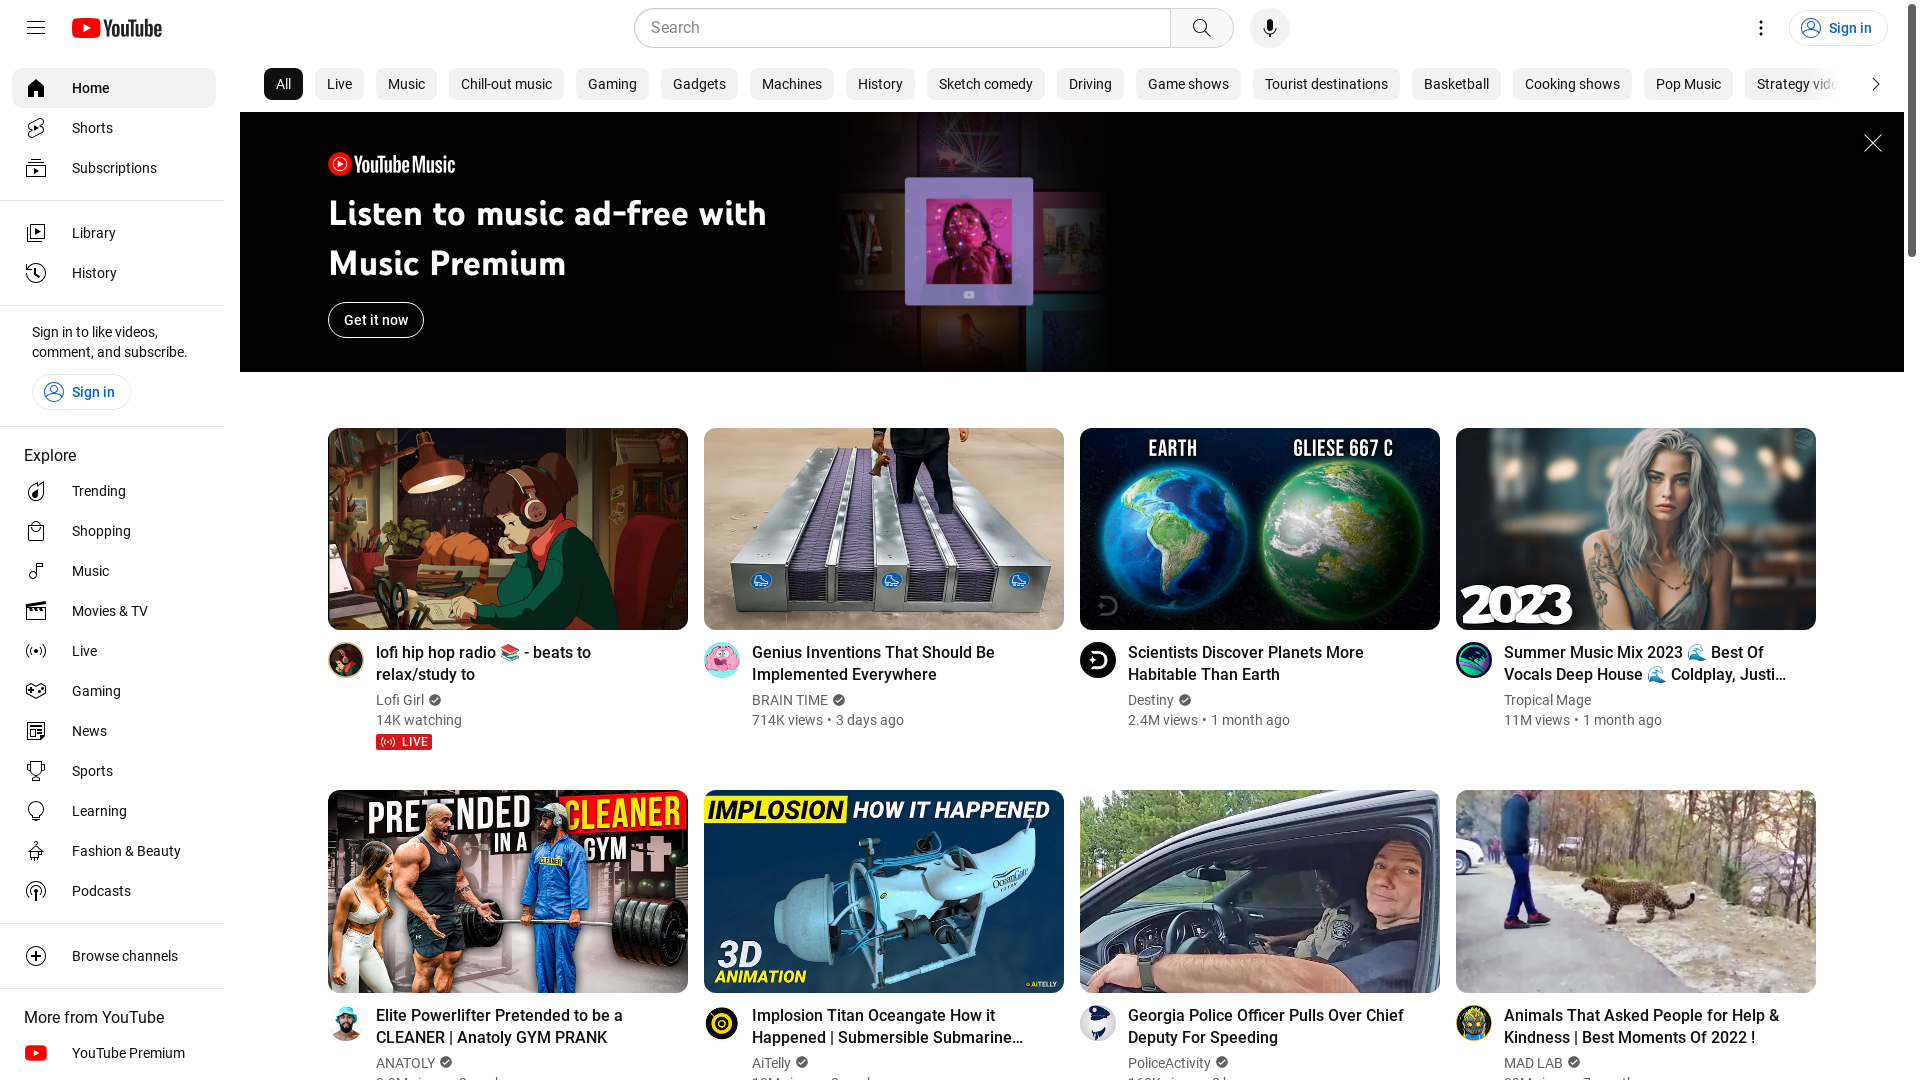 YouTube
Search
Sign in
Home
Shorts
Subscriptions
Library
History
Sign in to like videos,
comment, and subscribe.
Sign in
Explore
Trending
Shopping
Music
Movies & TV
Live
Gaming
News
Sports
Learning
Fashion & Beauty
Podcasts
Browse channels
More from YouTube
YouTube Premium
All
Live
Music
Chill-out music
Gaming
Gadgets
Machines
History
Sketch comedy
Driving
Game shows
Tourist destinations
Basketball
Cooking shows
Pop Music
Strategy vide
YouTube Music
Listen to music ad-free with
Music Premium
Get it now
lofi hip hop radio 📚 - beats to
relax/study to
Lofi Girl
14K watching
LIVE
Genius Inventions That Should Be
Implemented Everywhere
BRAIN TIME
714K views • 3 days ago
EARTH
GLIESE 667 C
Scientists Discover Planets More
Habitable Than Earth
Destiny
2.4M views • 1 month ago
2023
Summer Music Mix 2023 🌊 Best Of
Vocals Deep House 🌊 Coldplay, Justi...
Tropical Mage
11M views • 1 month ago
PRETENDED
CLEANER
IN A
GYM
CLEANER
Elite Powerlifter Pretended to be a
CLEANER | Anatoly GYM PRANK
ANATOLY
IMPLOSION HOW IT HAPPENED
OceanGate
TITAN
3D
ANIMATION
AiTELLY
Implosion Titan Oceangate How it
Happened | Submersible Submarine...
AiTelly
Georgia Police Officer Pulls Over Chief
Deputy For Speeding
PoliceActivity
Animals That Asked People for Help &
Kindness | Best Moments Of 2022 !
MAD LAB